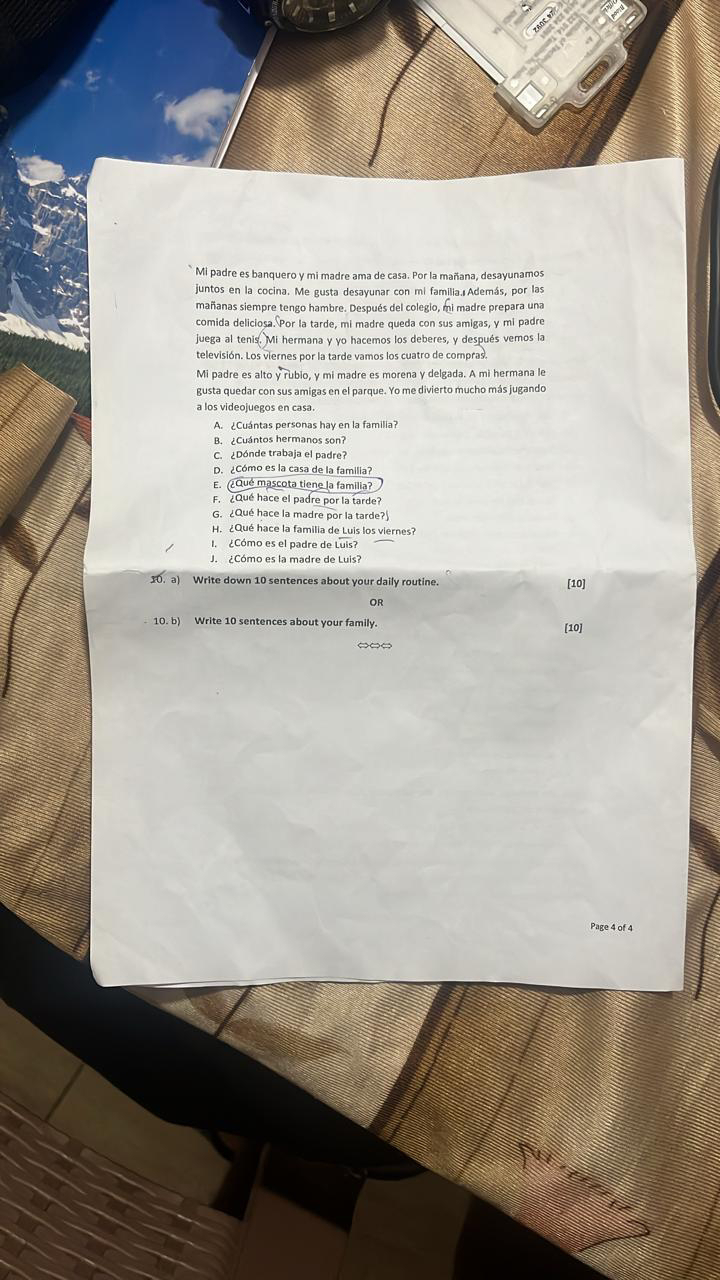 Mi padre es banquero y mi madre ama de casa. Por la mañana, desayunamos
juntos en la cocina. Me gusta desayunar con mi familia. Además, por las
mañanas siempre tengo hambre. Después del colegio, mi madre prepara una
comida deliciosa. Por la tarde, mi madre queda con sus amigas, y mi padre
juega al tenis. Mi hermana y yo hacemos los deberes, y después vemos la
televisión. Los viernes por la tarde vamos los cuatro de compras.
Mi padre es alto y rubio, y mi madre es morena y delgada. A mi hermana le
gusta quedar con sus amigas en el parque. Yo me divierto mucho más jugando
a los videojuegos en casa.
A. ¿Cuántas personas hay en la familia?
B. ¿Cuántos hermanos son?
C. ¿Dónde trabaja el padre?
D. ¿Cómo es la casa de la familia?
E. ¿Qué mascota tiene la familia?
F. ¿Qué hace el padre por la tarde?
G. ¿Qué hace la madre por la tarde?
H. ¿Qué hace la familia de Luis los viernes?
I. ¿Cómo es el padre de Luis?
J. ¿Cómo es la madre de Luis?
10. a) Write down 10 sentences about your daily routine. [10]
OR
10. b) Write 10 sentences about your family. [10]
Page 4 of 4